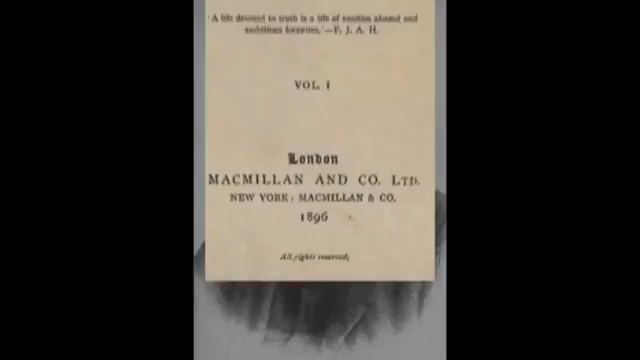 'A life devoted to truth is a life of vanities abased and
ambitions forsworn.'—F. J. A. H.
VOL. I
London
MACMILLAN AND CO. LTD.
NEW YORK: MACMILLAN & CO.
1896
All rights reserved;